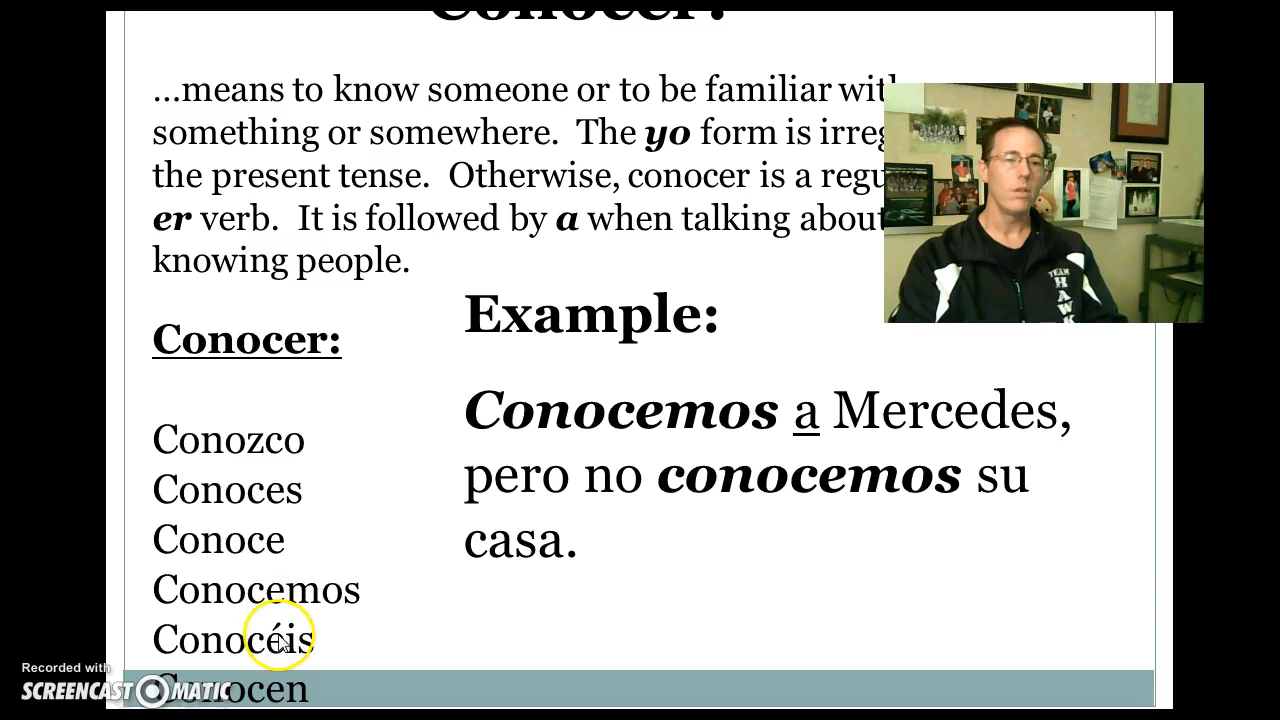 Conocer:
...means to know someone or to be familiar with
something or somewhere. The yo form is irreg
the present tense. Otherwise, conocer is a regu
er verb. It is followed by a when talking about
knowing people.
Conocer:
Conozco
Conoces
Conoce
Conocemos
Conocéis
Conocen
Example:
Conocemos a Mercedes,
pero no conocemos su
casa.
TEAM
HAWK
Recorded with
SCREENCAST-O-MATIC